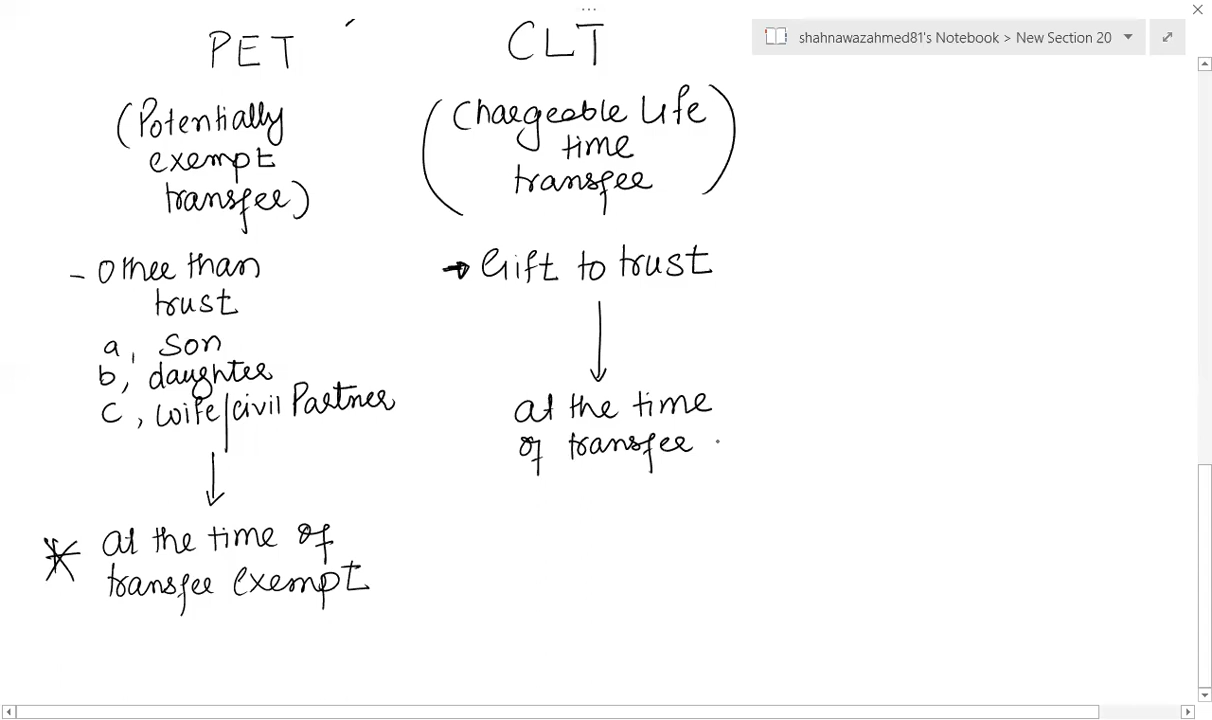 PET
(Potentially
exempt
transfer)
- Other than
trust
a, Son
b, daughter
c, wife/civil Partner
at the time of
transfer exempt
CLT
(Chargeable Life
time
transfer)
→ Gift to trust
at the time
of transfer
shahnawazahmed81's Notebook > New Section 20